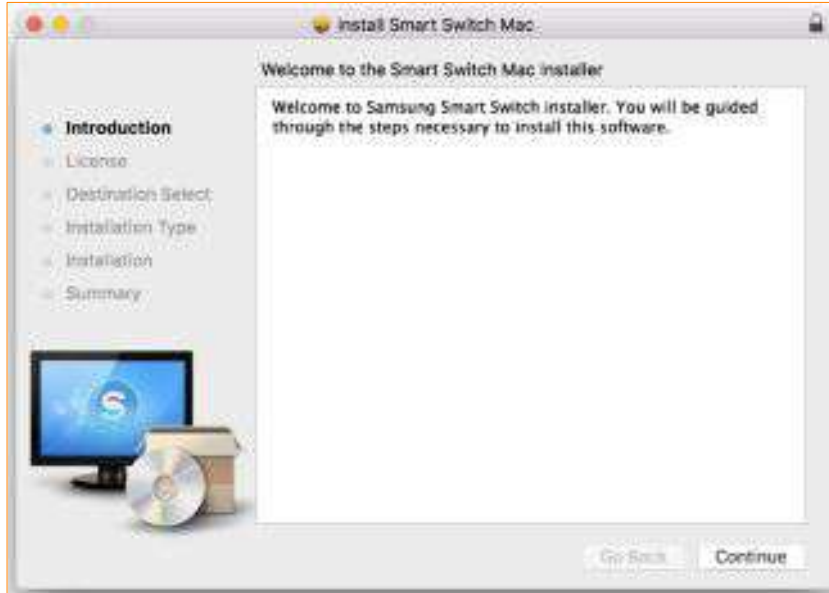 Install Smart Switch Mac
Welcome to the Smart Switch Mac Installer
Introduction
License
Destination Select
Installation Type
Installation
Summary
Welcome to Samsung Smart Switch installer. You will be guided
through the steps necessary to install this software.
S
Go Back
Continue